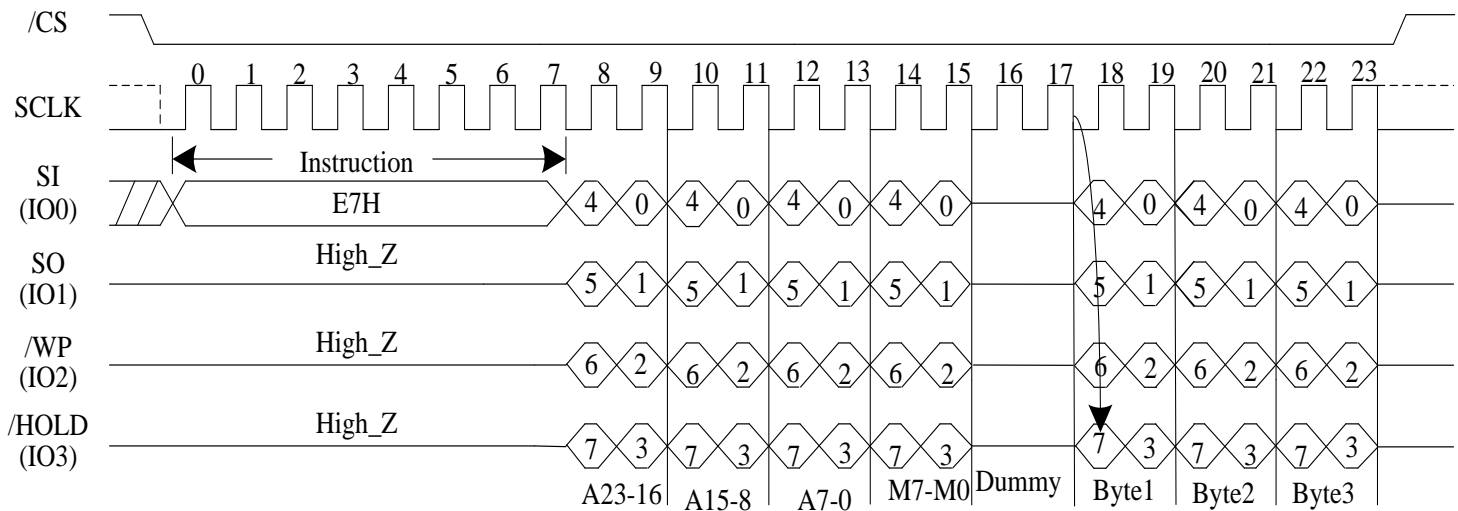 /CS
0 1 2 3 4 5 6 7 8 9 10 11 12 13 14 15 16 17 18 19 20 21 22 23
SCLK
Instruction
SI
(IO0)
E7H
4 0 4 0 4 0 4 0 4 0 4 0 4 0
High_Z
SO
(IO1)
5 1 5 1 5 1 5 1 5 1 5 1 5 1
High_Z
/WP
(IO2)
6 2 6 2 6 2 6 2 6 2 6 2 6 2
High_Z
/HOLD
(IO3)
7 3 7 3 7 3 7 3 7 3 7 3 7 3
A23-16 A15-8 A7-0 M7-M0 Dummy Byte1 Byte2 Byte3